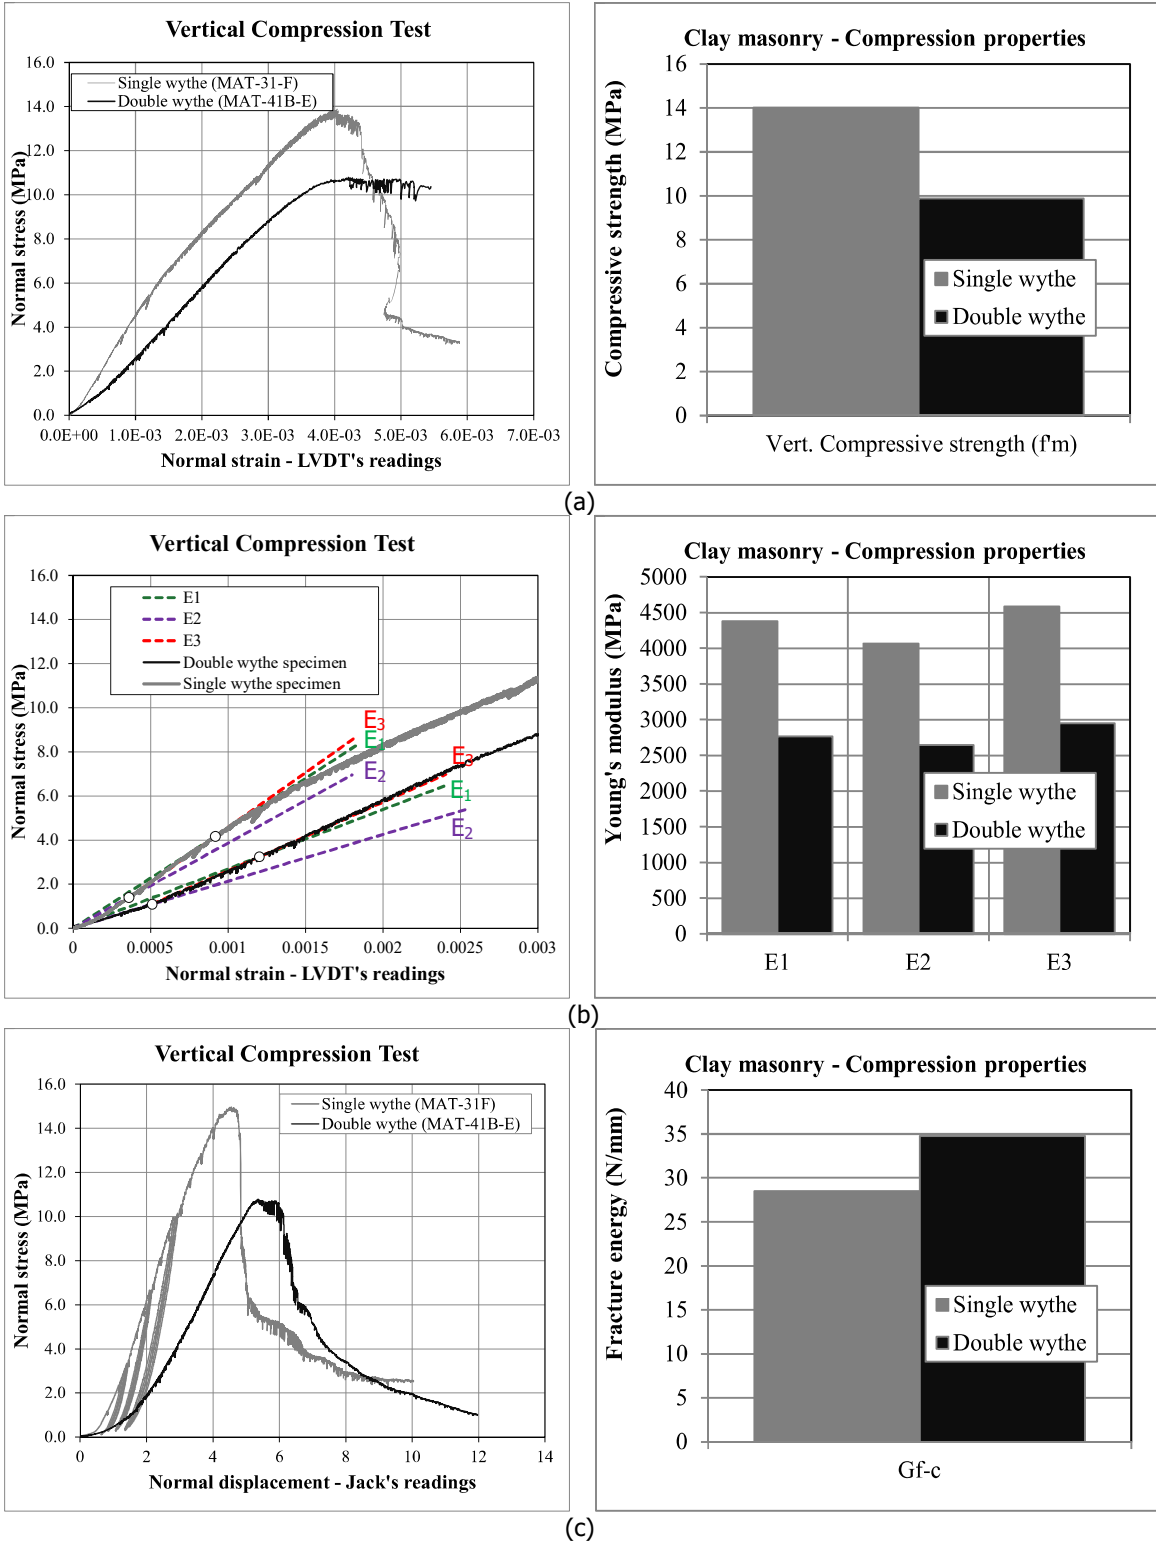 Vertical Compression Test
16.0
14.0
12.0
10.0
8.0
6.0
4.0
2.0
0.0
Normal stress (MPa)
Single wythe (MAT-31-F)
Double wythe (MAT-41B-E)
0.0E+00 1.0E-03 2.0E-03 3.0E-03 4.0E-03 5.0E-03 6.0E-03 7.0E-03
Normal strain - LVDT's readings
Clay masonry - Compression properties
16
14
12
10
8
6
4
2
0
Compressive strength (MPa)
Single wythe
Double wythe
Vert. Compressive strength (f'm)
(a)
Vertical Compression Test
16.0
14.0
12.0
10.0
8.0
6.0
4.0
2.0
0.0
Normal stress (MPa)
E1
E2
E3
Double wythe specimen
Single wythe specimen
E3
E1
E2
E3
E1
E2
0 0.0005 0.001 0.0015 0.002 0.0025 0.003
Normal strain - LVDT's readings
Clay masonry - Compression properties
5000
4500
4000
3500
3000
2500
2000
1500
1000
500
0
Young's modulus (MPa)
Single wythe
Double wythe
E1 E2 E3
(b)
Vertical Compression Test
16.0
14.0
12.0
10.0
8.0
6.0
4.0
2.0
0.0
Normal stress (MPa)
Single wythe (MAT-31F)
Double wythe (MAT-41B-E)
0 2 4 6 8 10 12 14
Normal displacement - Jack's readings
Clay masonry - Compression properties
40
35
30
25
20
15
10
5
0
Fracture energy (N/mm)
Single wythe
Double wythe
Gf-c
(c)